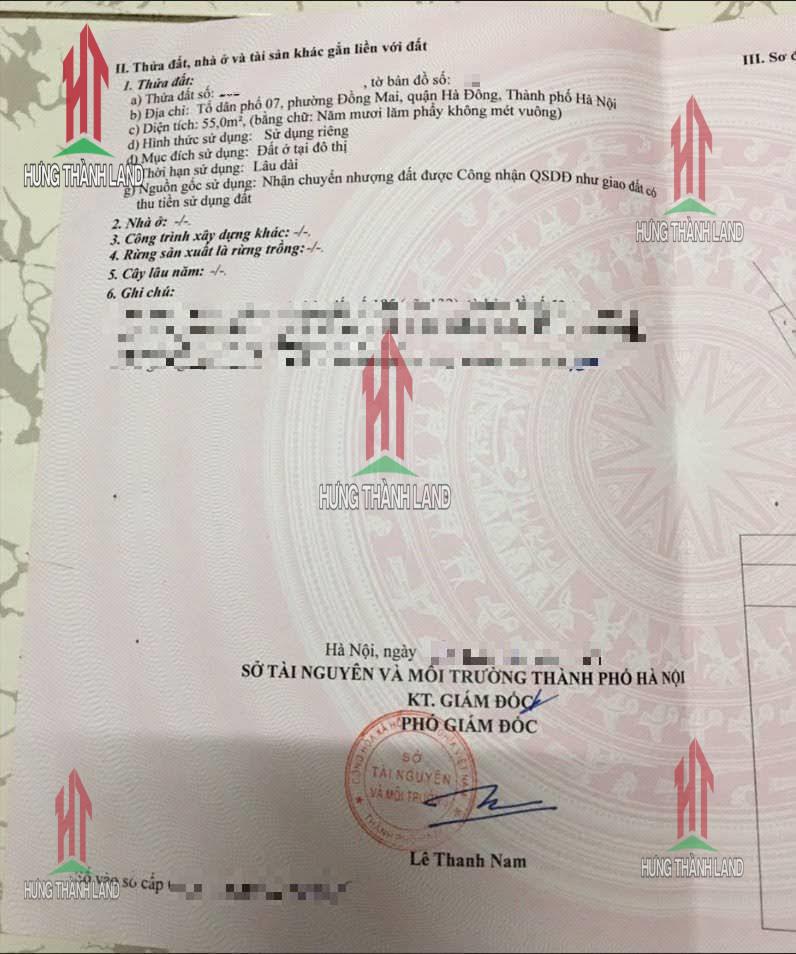 HƯNG THÀNH LAND
II. Thửa đất, nhà ở và tài sản khác gắn liền với đất
III. Sơ đ
1. Thửa đất:
a) Thửa đất số: , tờ bản đồ số:
b) Địa chỉ: Tổ dân phố 07, phường Đồng Mai, quận Hà Đông, Thành phố Hà Nội
c) Diện tích: 55,0m², (bằng chữ: Năm mươi lăm phẩy không mét vuông)
d) Hình thức sử dụng: Sử dụng riêng
đ) Mục đích sử dụng: Đất ở tại đô thị
Thời hạn sử dụng: Lâu dài
g) Nguồn gốc sử dụng: Nhận chuyển nhượng đất được Công nhận QSDĐ như giao đất có
thu tiền sử dụng đất
HƯNG THÀNH LAND
2. Nhà ở: -/-.
3. Công trình xây dựng khác: -/-.
4. Rừng sản xuất là rừng trồng: -/-.
5. Cây lâu năm: -/-.
6. Ghi chú:
HƯNG THÀNH LAND
Hà Nội, ngày
SỞ TÀI NGUYÊN VÀ MÔI TRƯỜNG THÀNH PHỐ HÀ NỘI
KT. GIÁM ĐỐC
PHÓ GIÁM ĐỐC
SỞ
TÀI NGUYÊN
VÀ MÔI TRƯỜNG
Lê Thanh Nam
HƯNG THÀNH LAND
HƯNG THÀNH LAND
vào sổ cấp